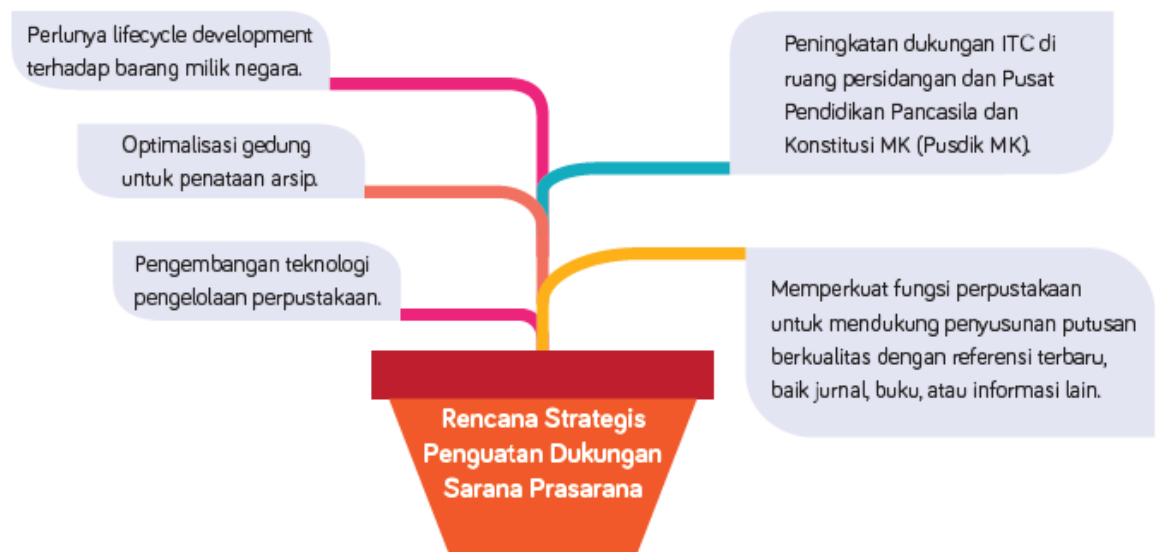 Perlunya lifecycle development
terhadap barang milik negara.
Optimalisasi gedung
untuk penataan arsip.
Pengembangan teknologi
pengelolaan perpustakaan.
Peningkatan dukungan ITC di
ruang persidangan dan Pusat
Pendidikan Pancasila dan
Konstitusi MK (Pusdik MK).
Memperkuat fungsi perpustakaan
untuk mendukung penyusunan putusan
berkualitas dengan referensi terbaru,
baik jurnal, buku, atau informasi lain.
Rencana Strategis
Penguatan Dukungan
Sarana Prasarana